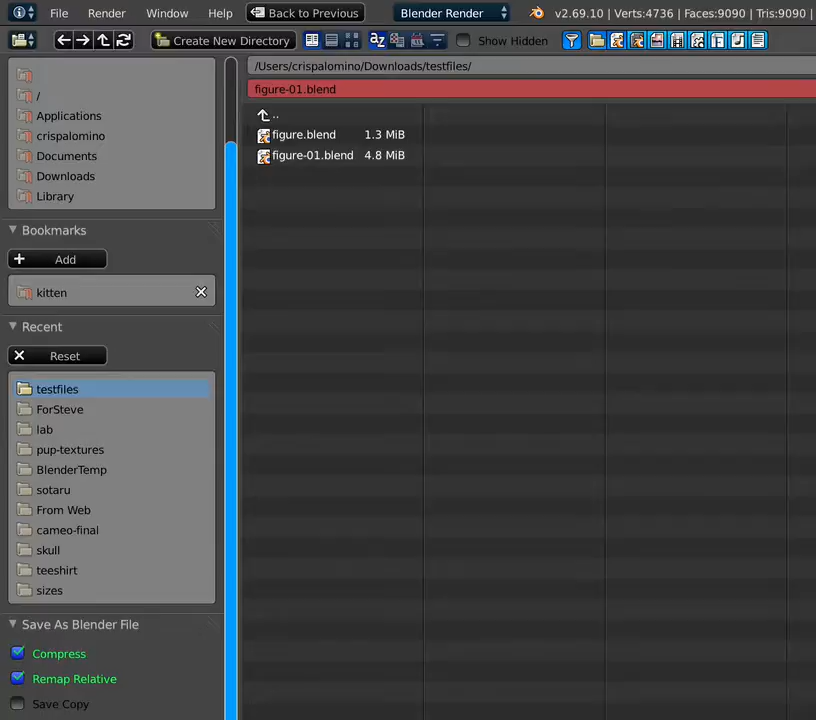 File Render Window Help Back to Previous Blender Render v2.69.10 | Verts:4736 | Faces:9090 | Tris:9090 |
Create New Directory Show Hidden
/Users/crispalomino/Downloads/testfiles/
figure-01.blend
..
figure.blend 1.3 MiB
figure-01.blend 4.8 MiB
/
Applications
crispalomino
Documents
Downloads
Library
Bookmarks
Add
kitten
Recent
Reset
testfiles
ForSteve
lab
pup-textures
BlenderTemp
sotaru
From Web
cameo-final
skull
teeshirt
sizes
Save As Blender File
Compress
Remap Relative
Save Copy